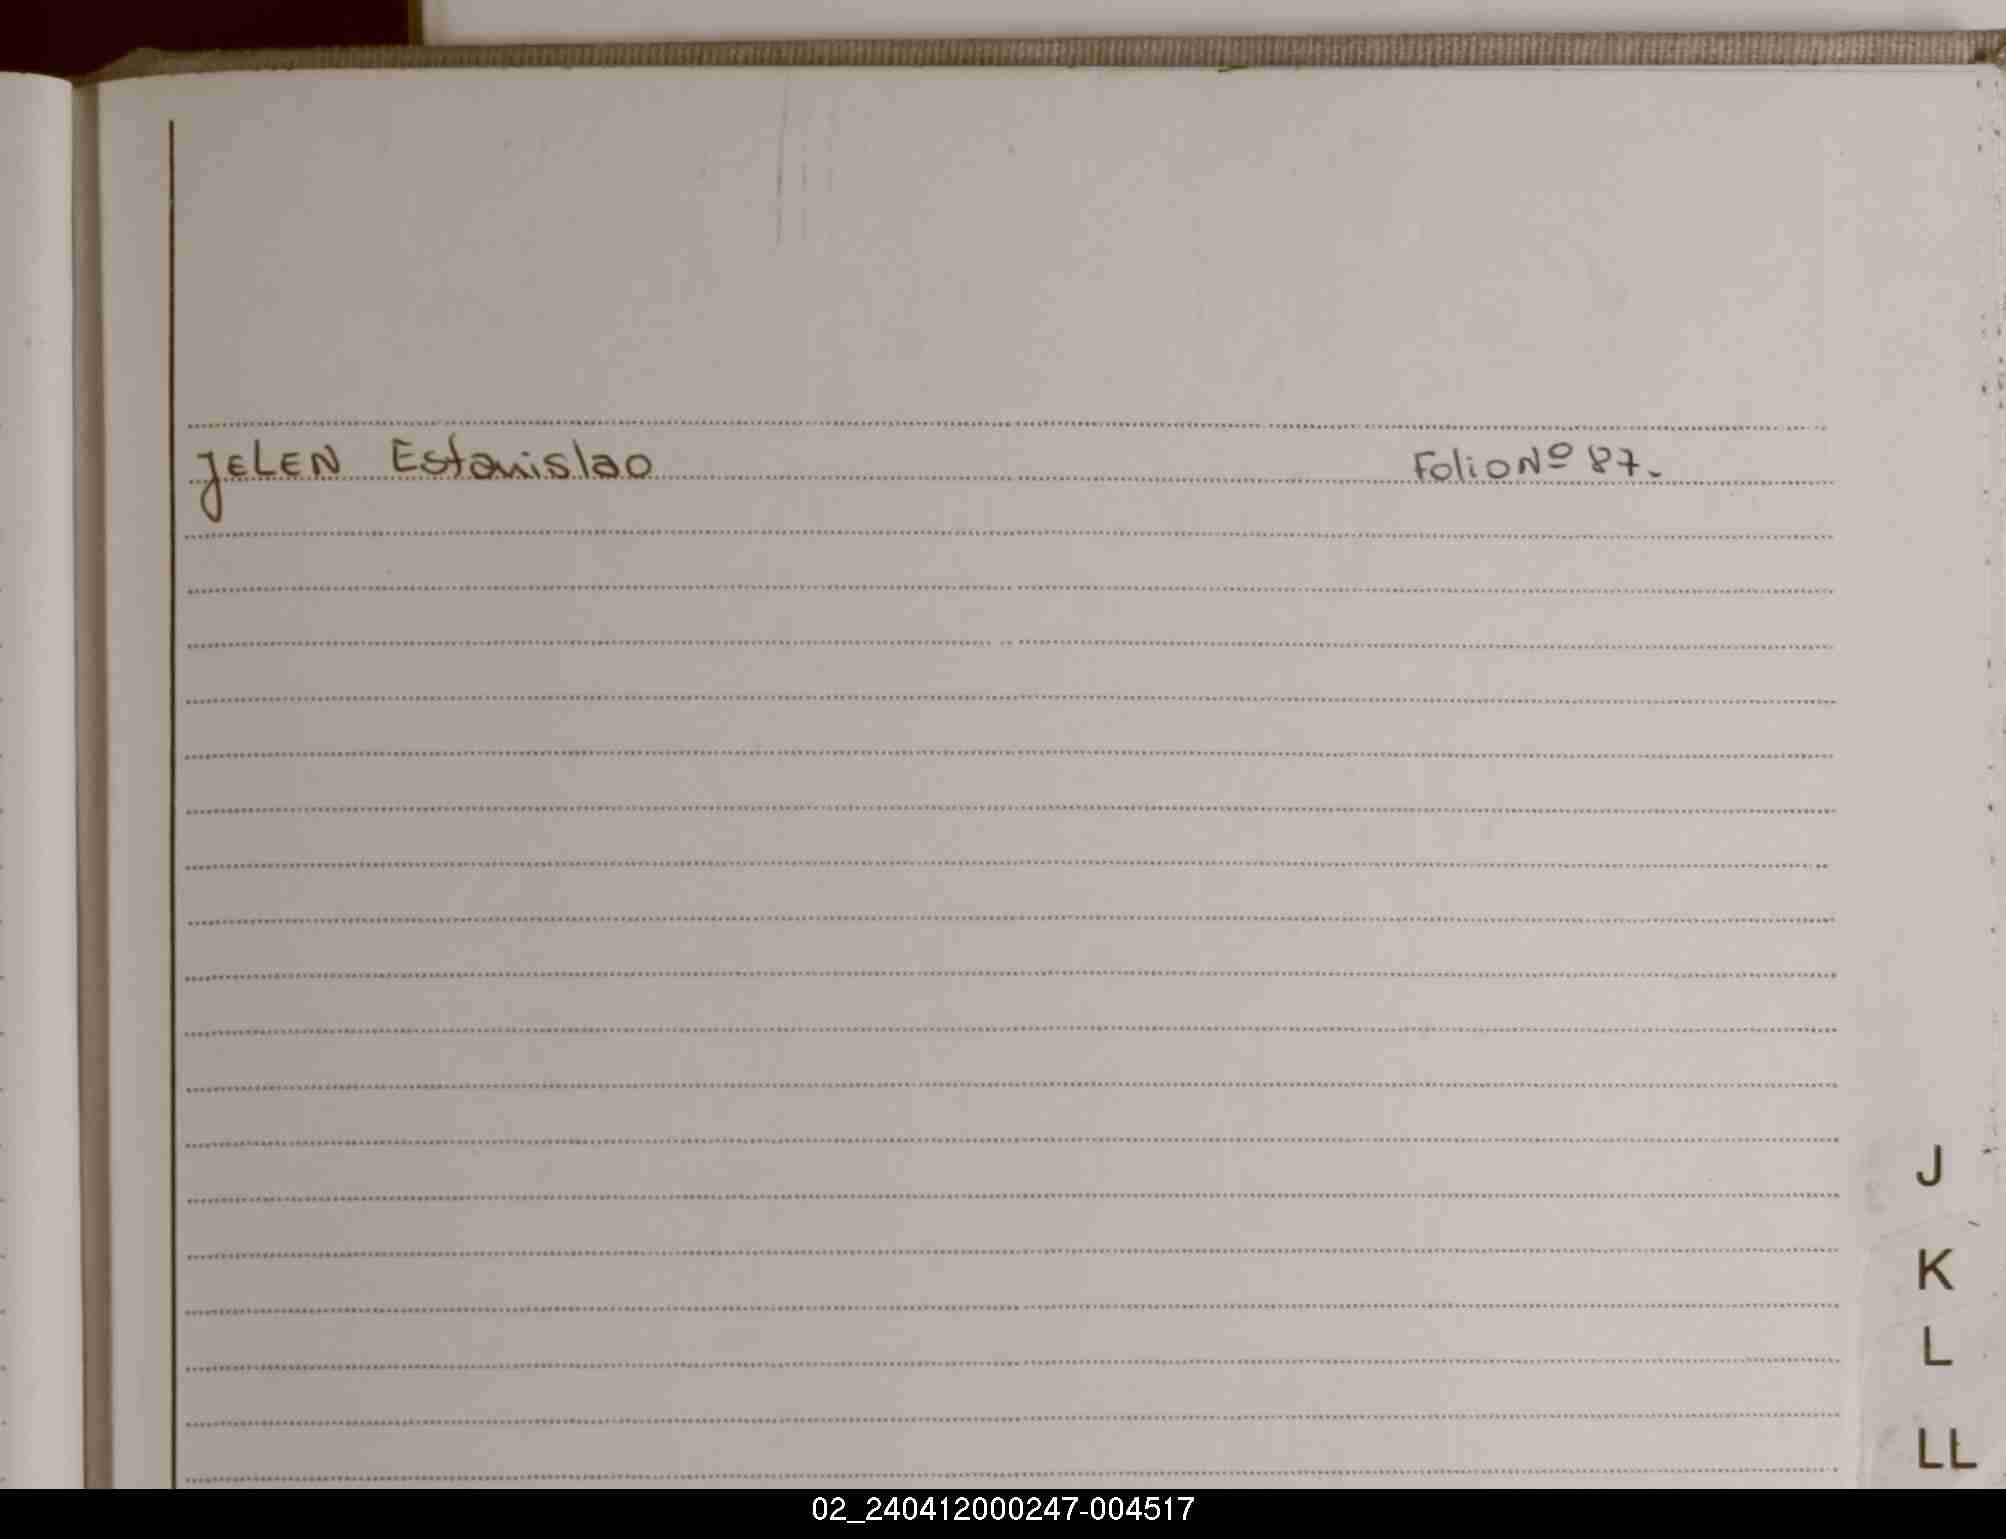 JELEN Estanislao Folio Nº 87.
J
K
L
LL
02_240412000247-004517